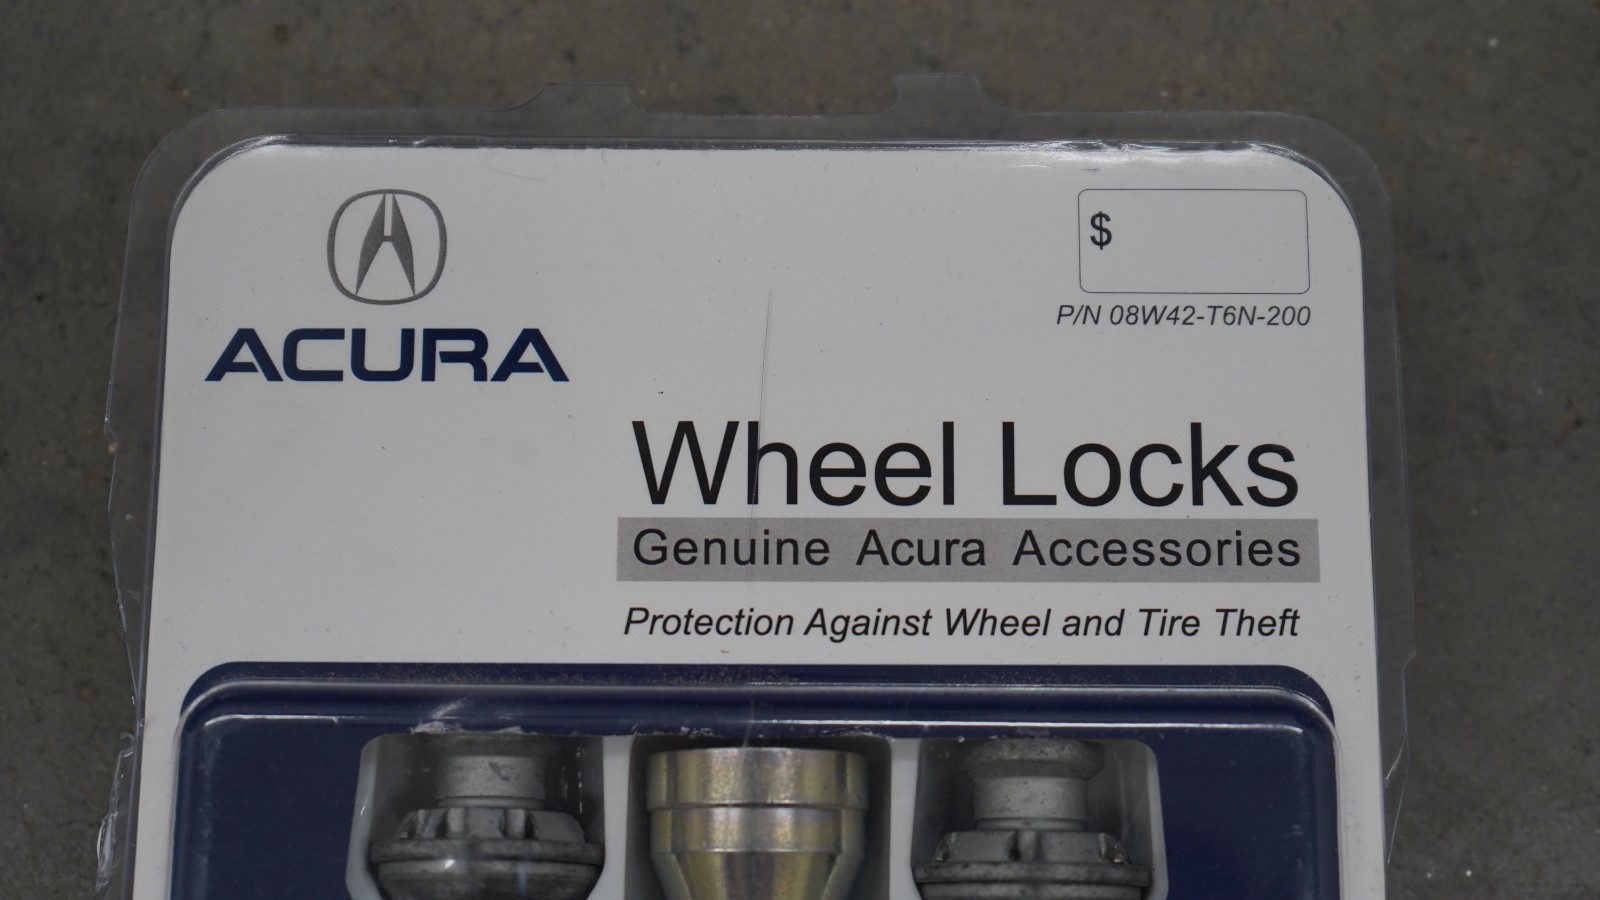 $
P/N 08W42-T6N-200
ACURA
Wheel Locks
Genuine Acura Accessories
Protection Against Wheel and Tire Theft